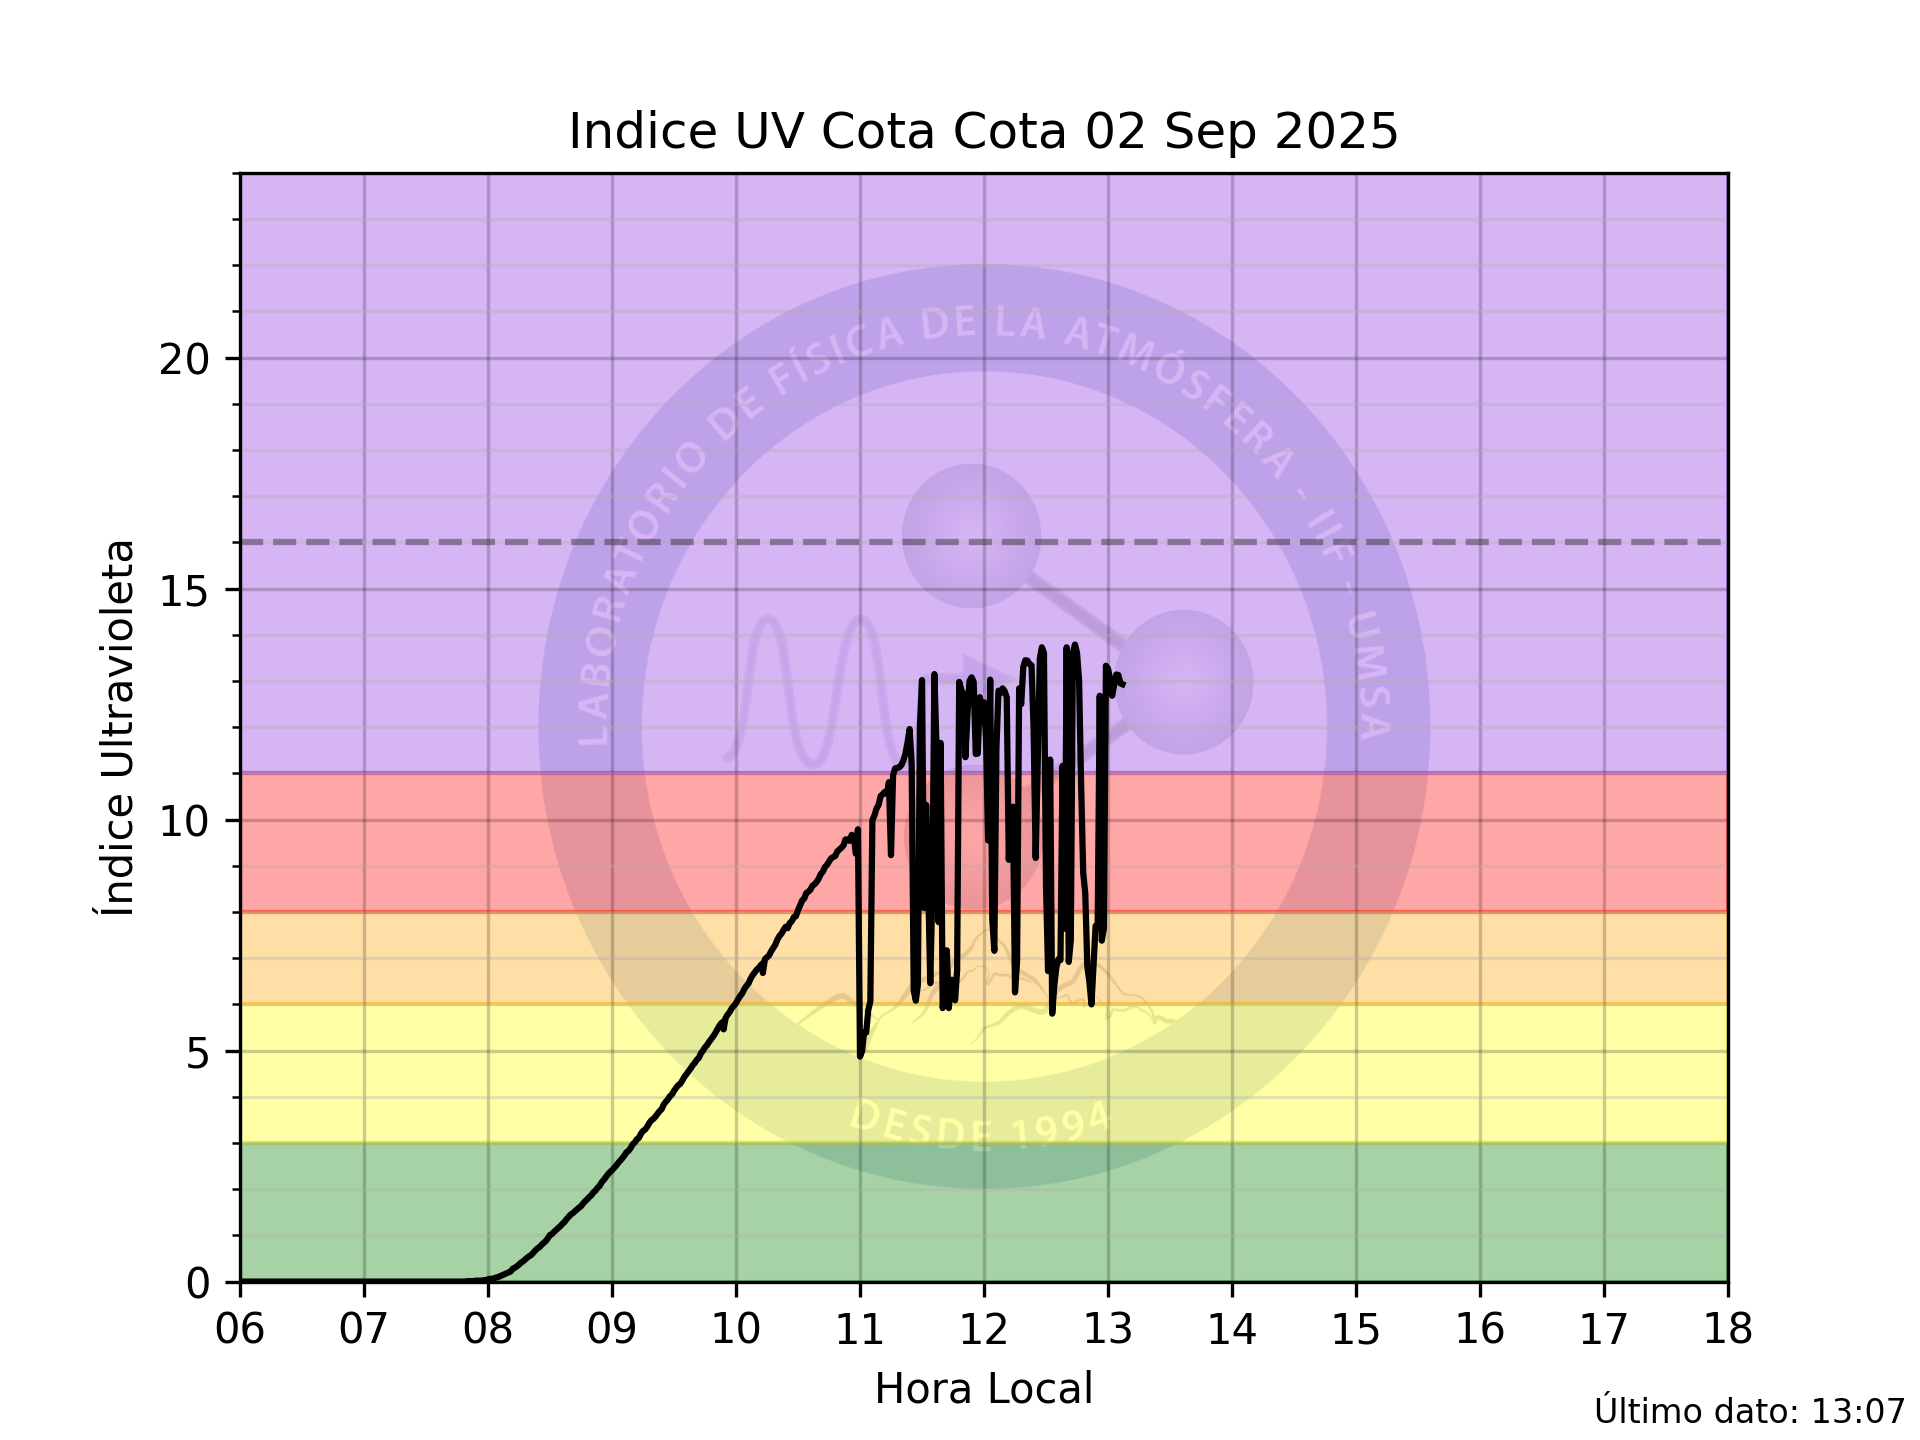 Indice UV Cota Cota 02 Sep 2025
LABORATORIO DE FÍSICA DE LA ATMÓSFERA - IIF - UMSA
DESDE 1994
Índice Ultravioleta
20
15
10
5
0
06 07 08 09 10 11 12 13 14 15 16 17 18
Hora Local
Último dato: 13:07